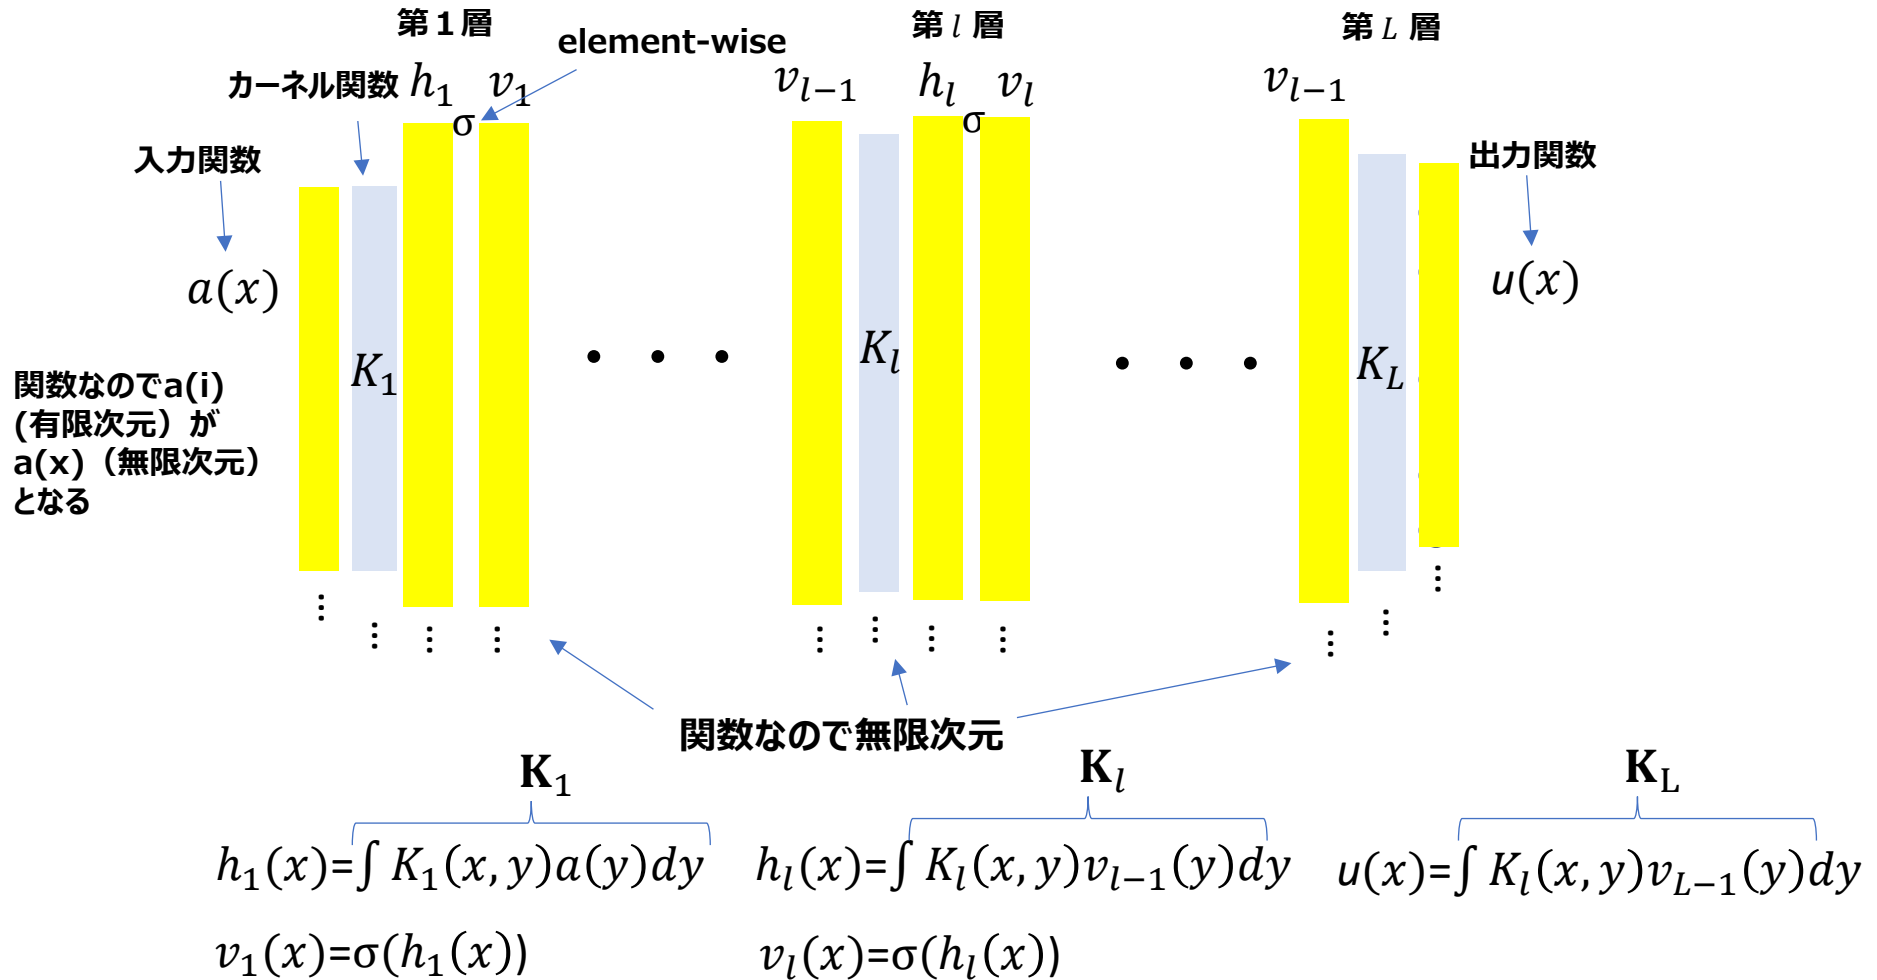 第1層
element-wise
第 l 層
第 L 層
カーネル関数
h₁
v₁
σ
v_{l−1}
h_l
v_l
σ
v_{l−1}
入力関数
出力関数
a(x)
u(x)
K₁
K_l
K_L
• • •
• • •
関数なのでa(i)
(有限次元）が
a(x)（無限次元）
となる
関数なので無限次元
𝐊₁
𝐊_l
𝐊_L
h₁(x)=∫ K₁(x, y)a(y)dy
h_l(x)=∫ K_l(x, y)v_{l−1}(y)dy
u(x)=∫ K_l(x, y)v_{L−1}(y)dy
v₁(x)=σ(h₁(x))
v_l(x)=σ(h_l(x))